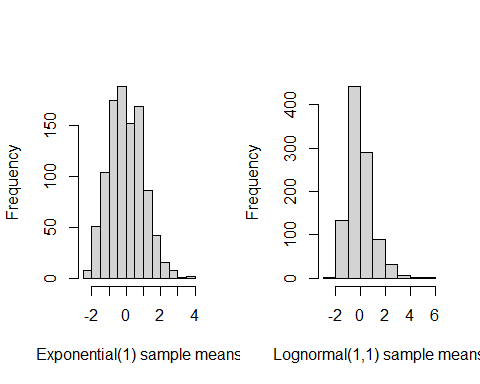 Frequency
0 50 100 150
-2 0 2 4
Exponential(1) sample means
Frequency
0 100 200 300 400
-2 0 2 4 6
Lognormal(1,1) sample means